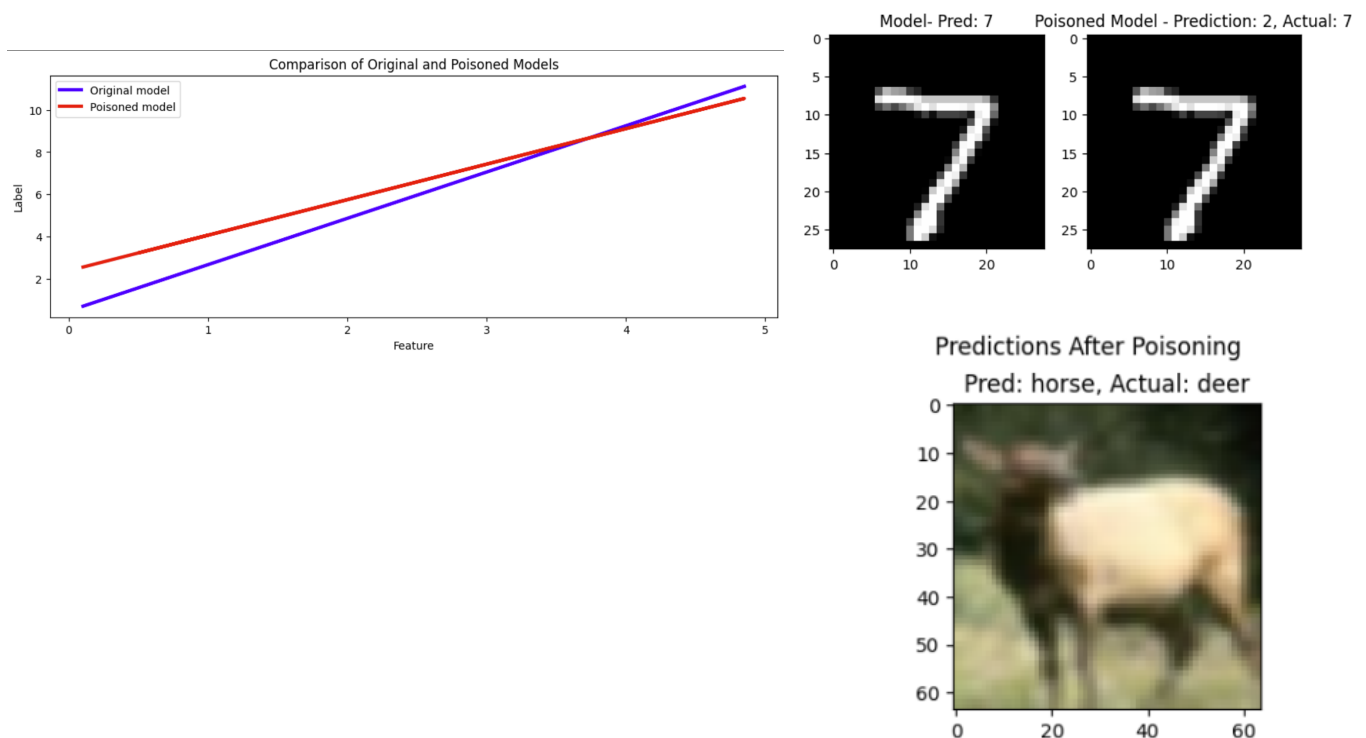 Comparison of Original and Poisoned Models
Original model
Poisoned model
10
8
6
4
2
Label
0 1 2 3 4 5
Feature
Model- Pred: 7
0
5
10
15
20
25
0 10 20
Poisoned Model - Prediction: 2, Actual: 7
0
5
10
15
20
25
0 10 20
Predictions After Poisoning
Pred: horse, Actual: deer
0
10
20
30
40
50
60
0 20 40 60